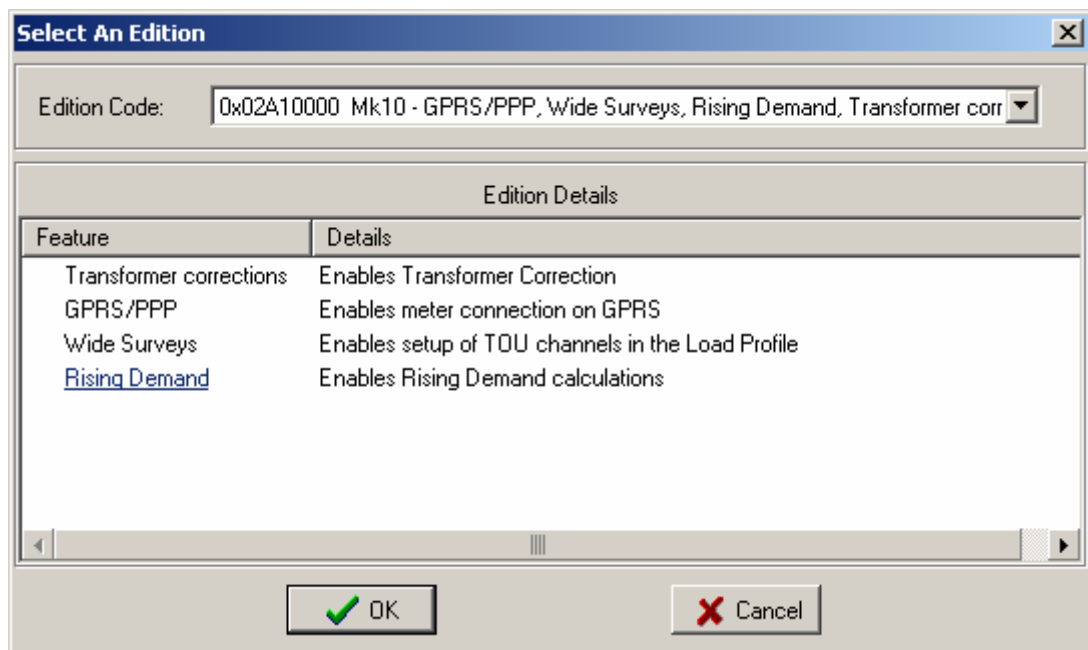 Select An Edition
Edition Code: 0x02A10000 Mk10 - GPRS/PPP, Wide Surveys, Rising Demand, Transformer corr
Edition Details
Feature Details
Transformer corrections Enables Transformer Correction
GPRS/PPP Enables meter connection on GPRS
Wide Surveys Enables setup of TOU channels in the Load Profile
Rising Demand Enables Rising Demand calculations
OK Cancel